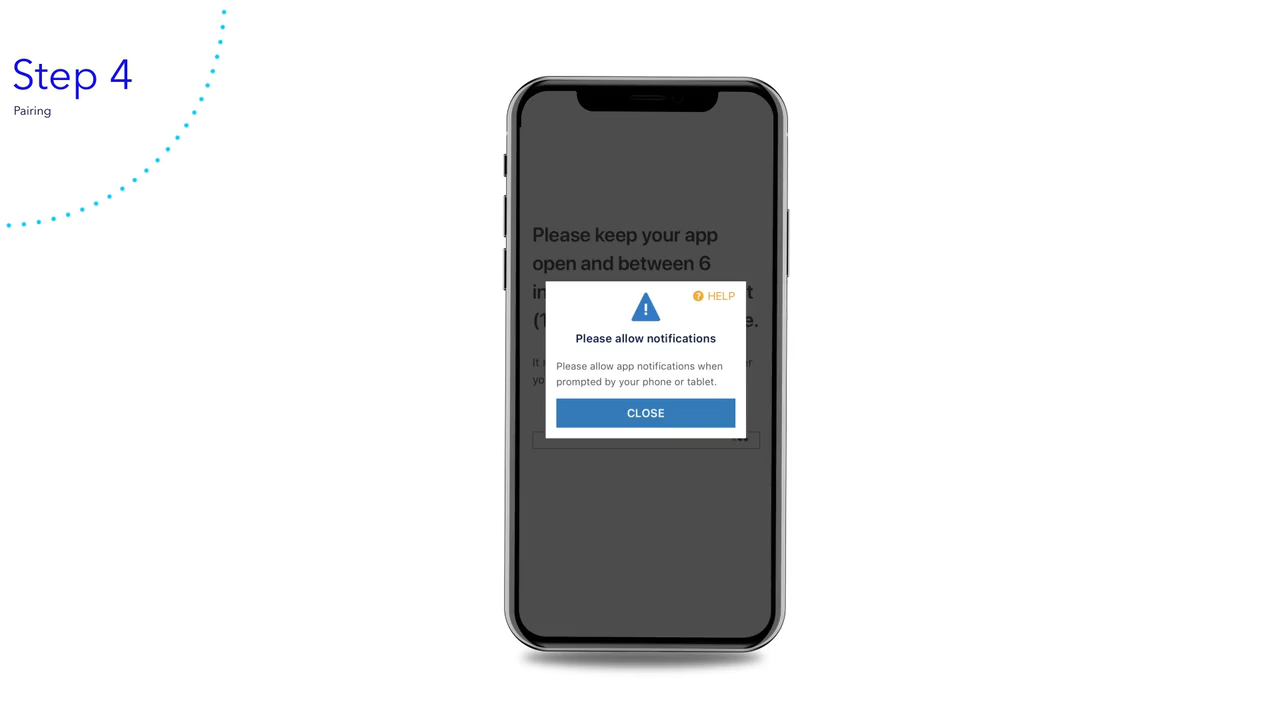 Step 4
Pairing
Please keep your app
open and between 6
? HELP
!
Please allow notifications
Please allow app notifications when
prompted by your phone or tablet.
CLOSE